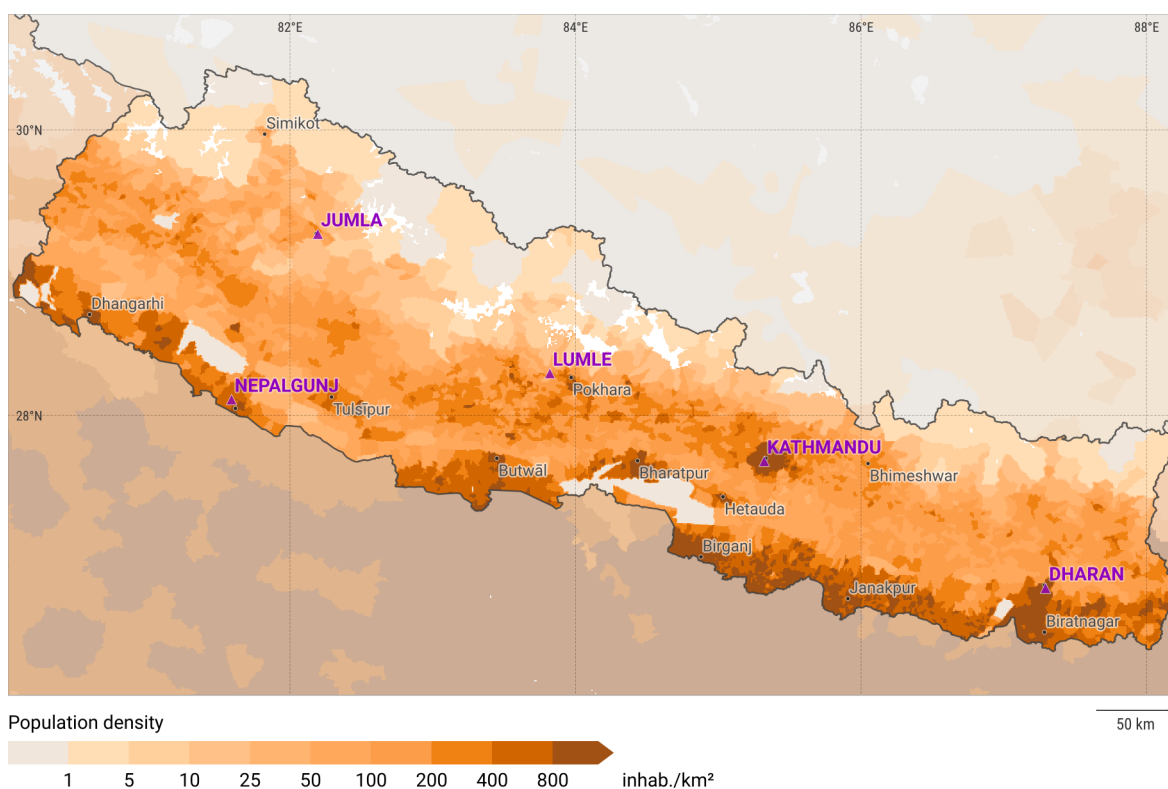 82°E
84°E
86°E
88°E
Simikot
30°N
JUMLA
Dhangarhi
LUMLE
NEPALGUNJ
Pokhara
Tulsīpur
28°N
KATHMANDU
Butwāl
Bharatpur
Bhimeshwar
Hetauda
Birganj
DHARAN
Janakpur
Biratnagar
Population density
50 km
1 5 10 25 50 100 200 400 800 inhab./km²